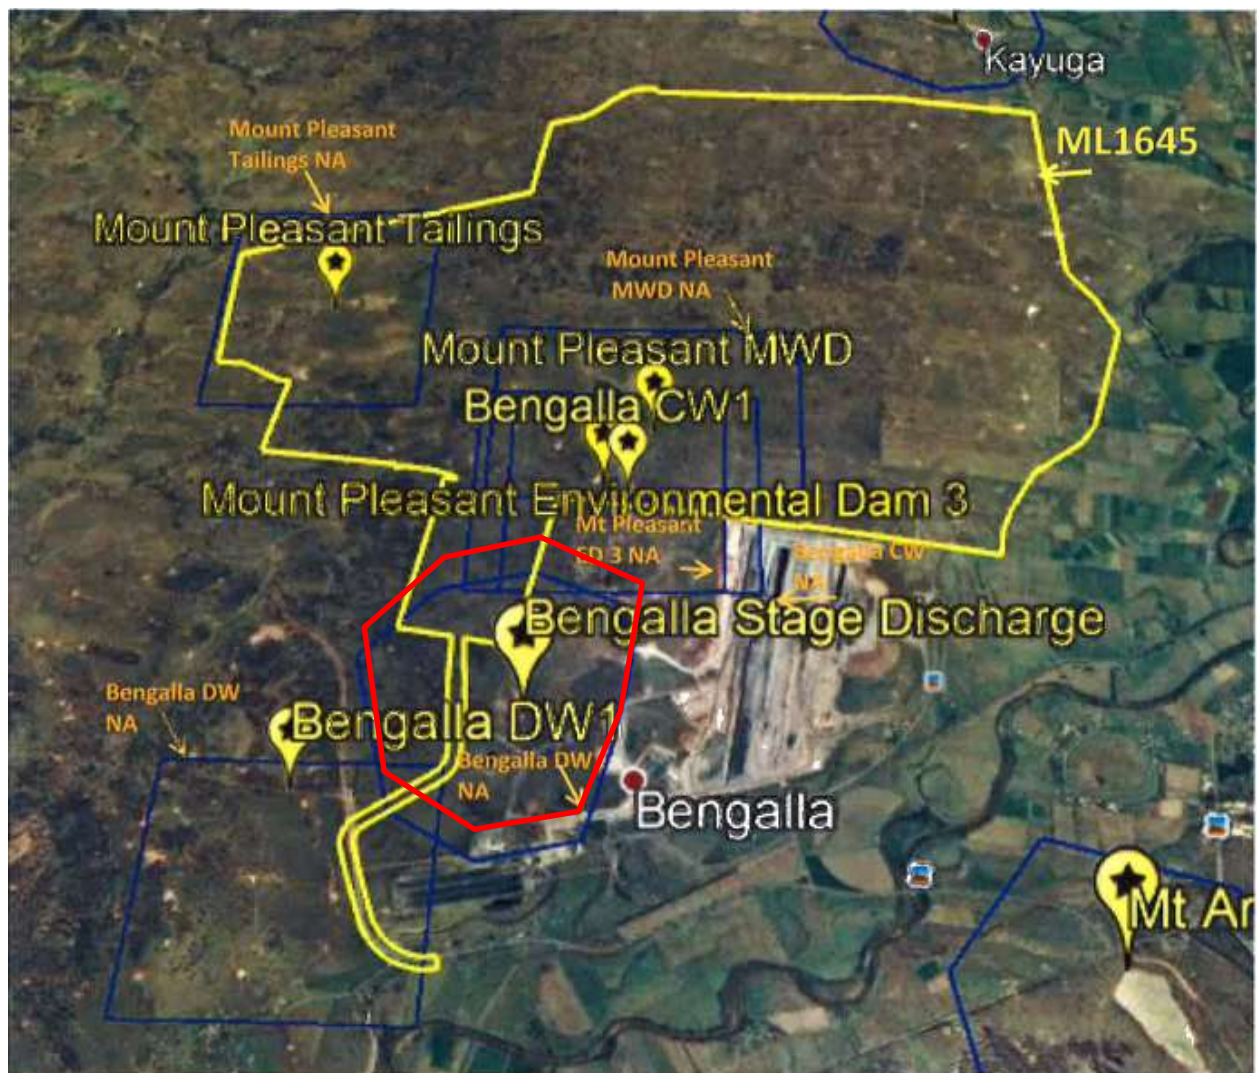 Kayuga
Mount Pleasant
Tailings NA
ML1645
Mount Pleasant Tailings
Mount Pleasant
MWD NA
Mount Pleasant MWD
Bengalla CW1
Mount Pleasant Environmental Dam 3
Mt Pleasant
ED 3 NA
Bengalla CW
NA
Bengalla Stage Discharge
Bengalla DW
NA
Bengalla DW1
Bengalla DW
NA
Bengalla
Mt Ar